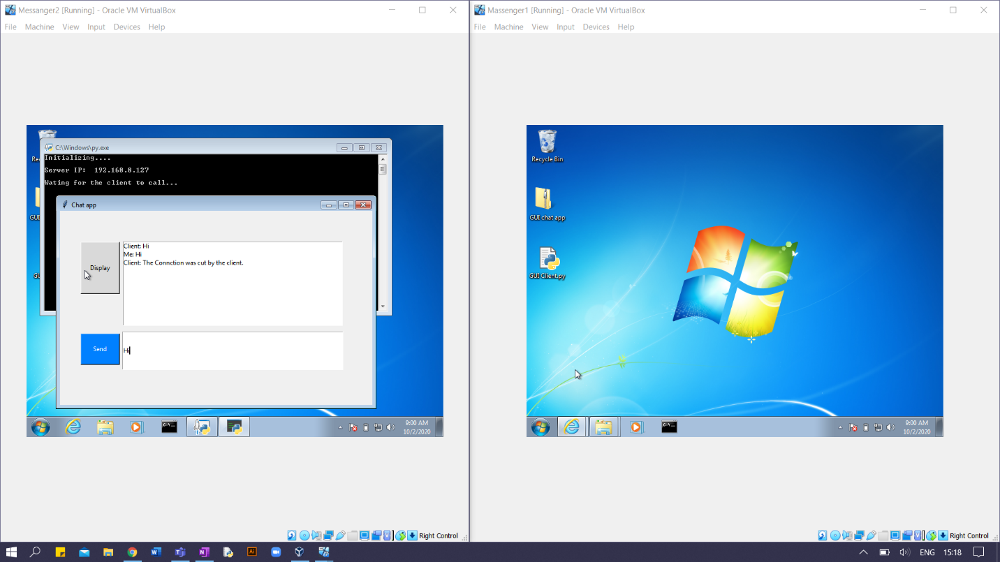 Messanger2 [Running] - Oracle VM VirtualBox
File Machine View Input Devices Help
C:\Windows\py.exe
Initializing....
Server IP: 192.168.8.127
Wating for the client to call...
Chat app
Client: Hi
Me: Hi
Client: The Connction was cut by the client.
Display
Send
Hi
9:00 AM
10/2/2020
Right Control
Massenger1 [Running] - Oracle VM VirtualBox
File Machine View Input Devices Help
Recycle Bin
GUI chat app
GUI Client.py
9:00 AM
10/2/2020
Right Control
ENG 15:18